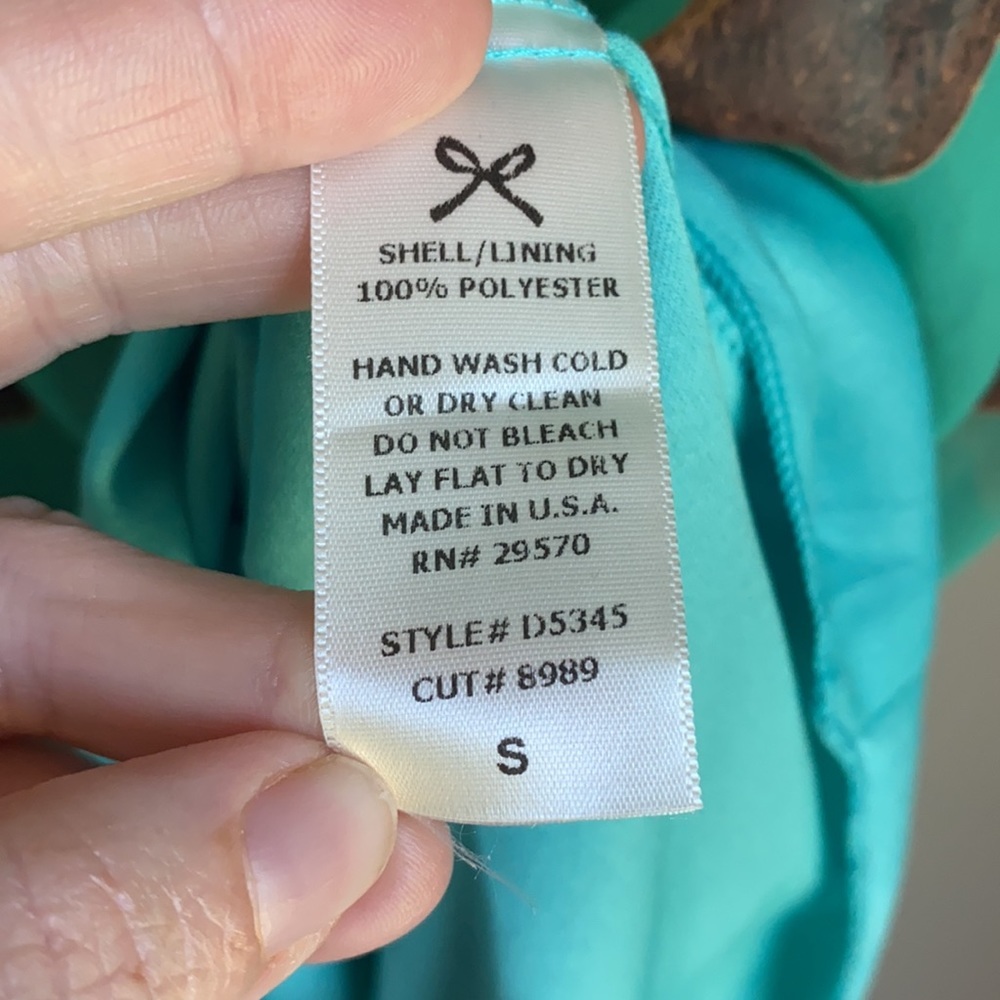 SHELL/LINING
100% POLYESTER
HAND WASH COLD
OR DRY CLEAN
DO NOT BLEACH
LAY FLAT TO DRY
MADE IN U.S.A.
RN# 29570
STYLE# D5345
CUT# 8989
S